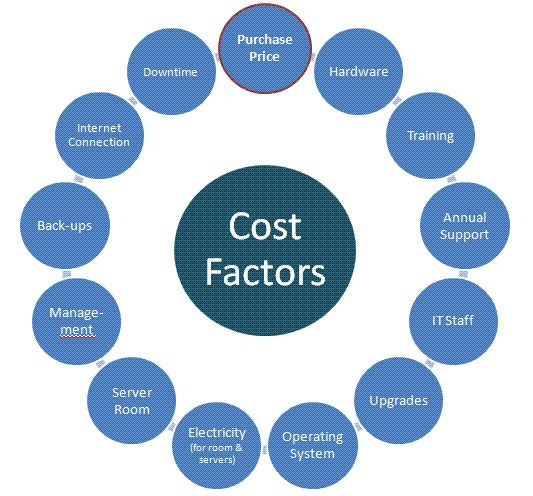 Purchase
Price
Hardware
Training
Annual
Support
IT Staff
Upgrades
Operating
System
Electricity
(for room &
servers)
Server
Room
Manage-
ment
Back-ups
Internet
Connection
Downtime
Cost
Factors